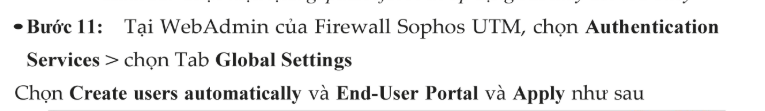 • Bước 11: Tại WebAdmin của Firewall Sophos UTM, chọn Authentication
Services > chọn Tab Global Settings
Chọn Create users automatically và End-User Portal và Apply như sau